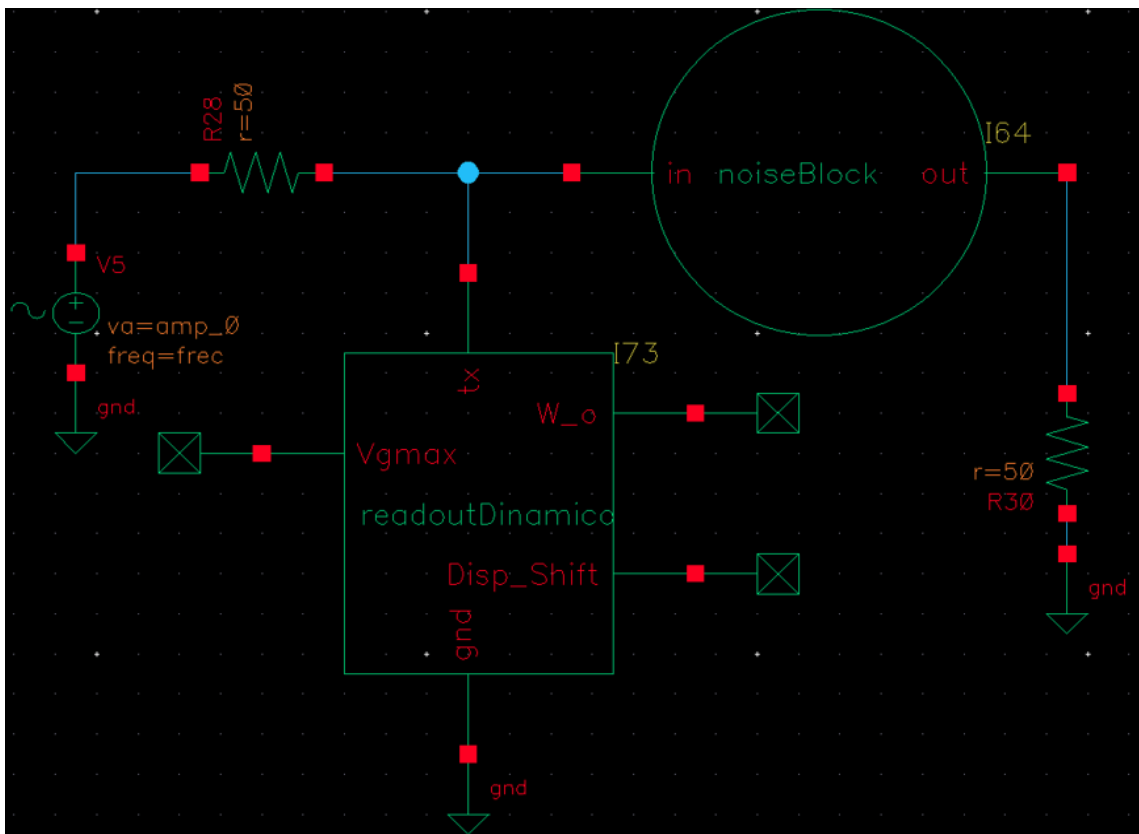 R28
r=50
I64
in noiseBlock out
V5
va=amp_0
freq=frec
gnd
I73
tx
W_o
Vgmax
readoutDinamico
Disp_Shift
gnd
gnd
r=50
R30
gnd